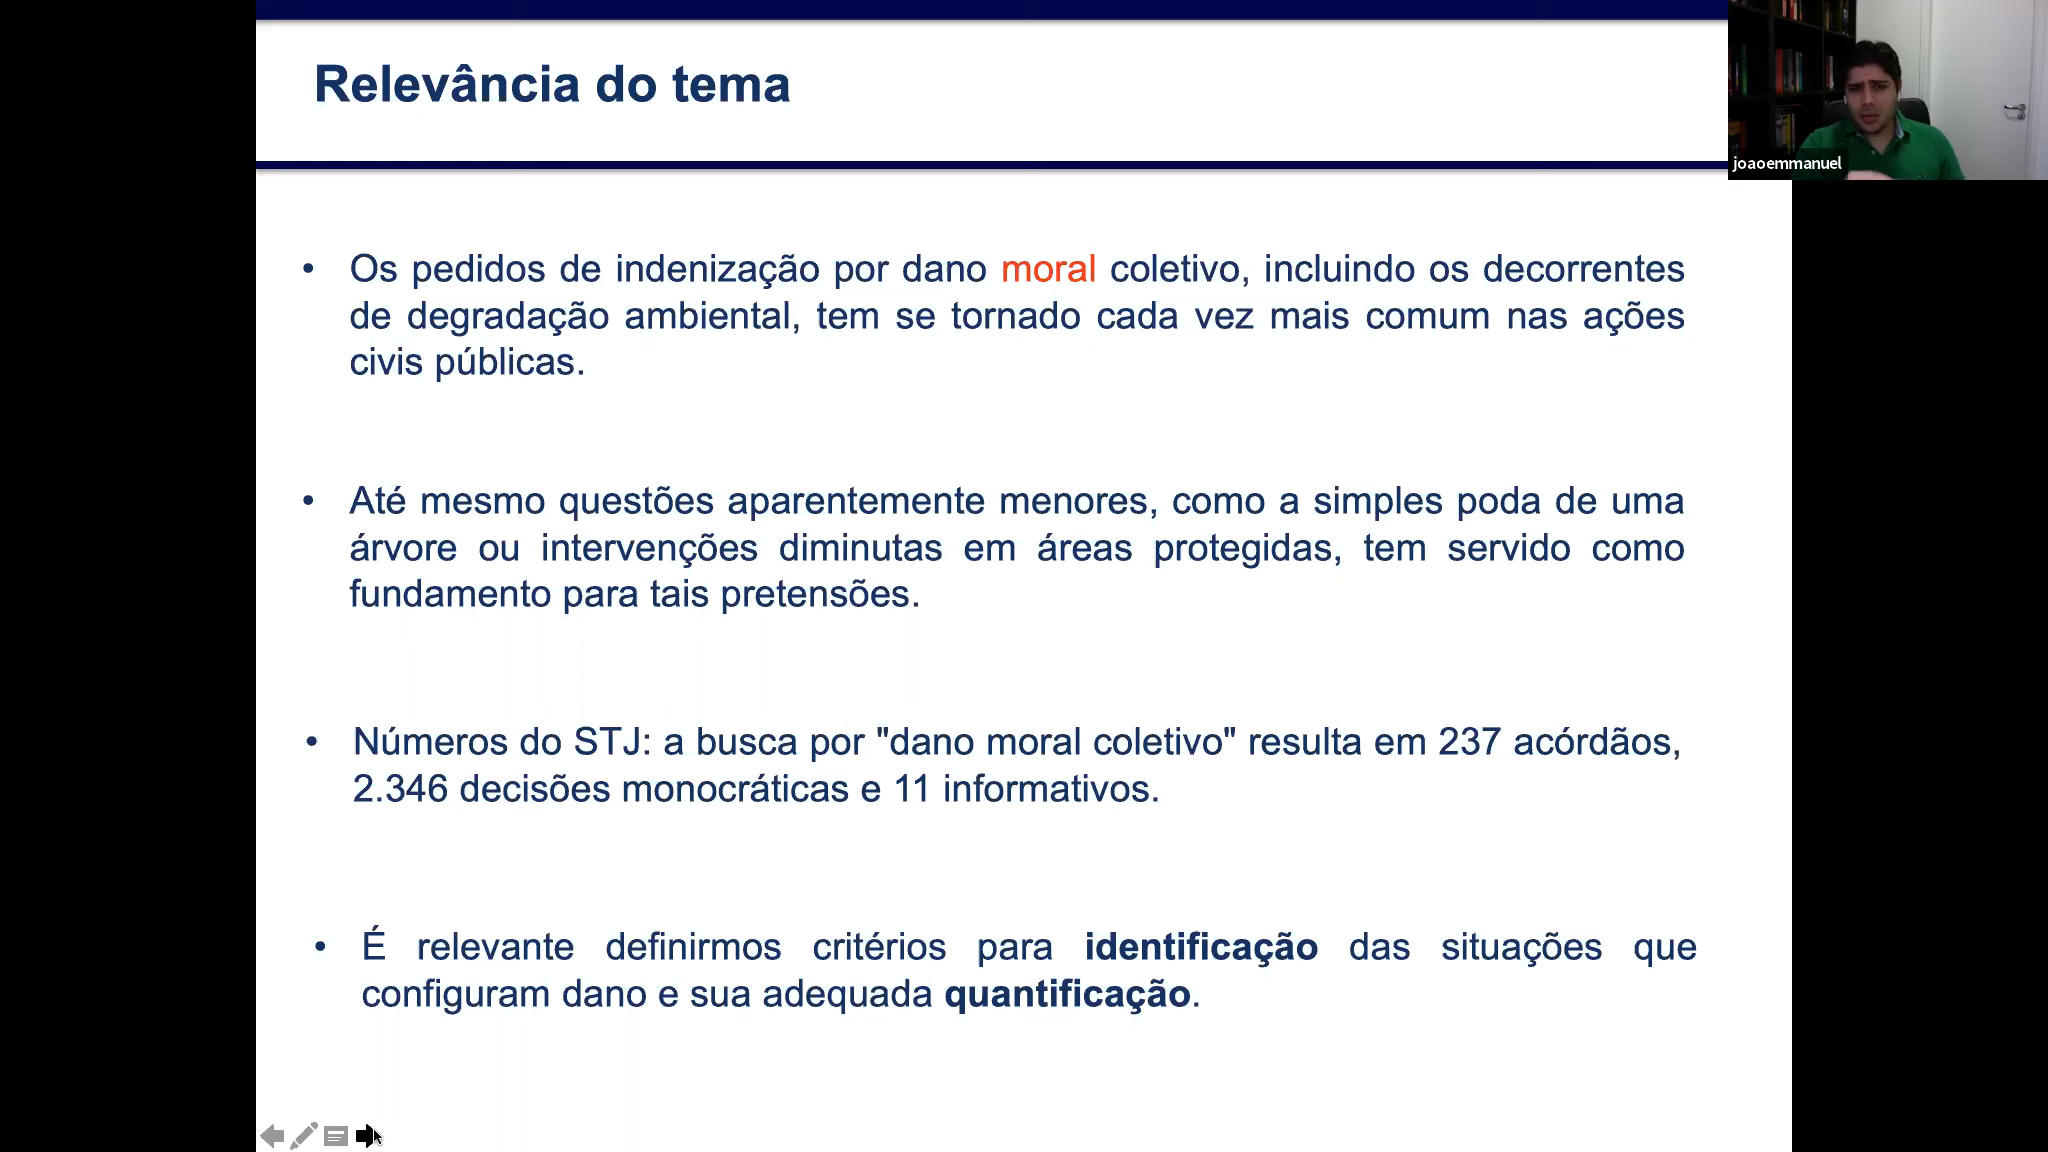 Relevância do tema
joaoemmanuel
• Os pedidos de indenização por dano moral coletivo, incluindo os decorrentes
de degradação ambiental, tem se tornado cada vez mais comum nas ações
civis públicas.
• Até mesmo questões aparentemente menores, como a simples poda de uma
árvore ou intervenções diminutas em áreas protegidas, tem servido como
fundamento para tais pretensões.
• Números do STJ: a busca por "dano moral coletivo" resulta em 237 acórdãos,
2.346 decisões monocráticas e 11 informativos.
• É relevante definirmos critérios para identificação das situações que
configuram dano e sua adequada quantificação.